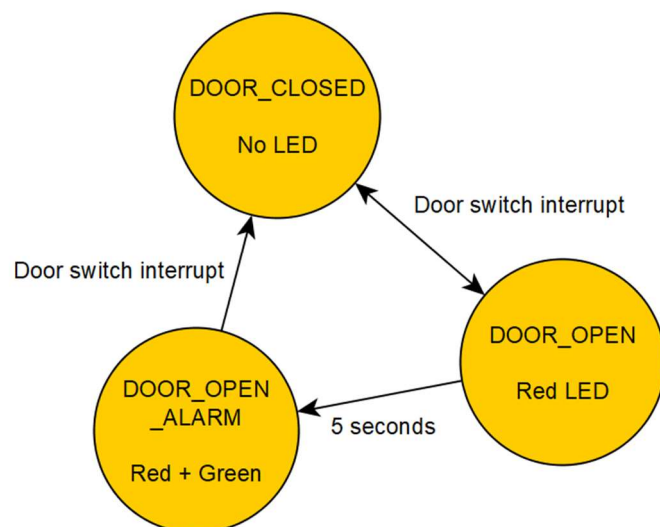 DOOR_CLOSED
No LED
Door switch interrupt
Door switch interrupt
DOOR_OPEN
Red LED
DOOR_OPEN
_ALARM
Red + Green
5 seconds